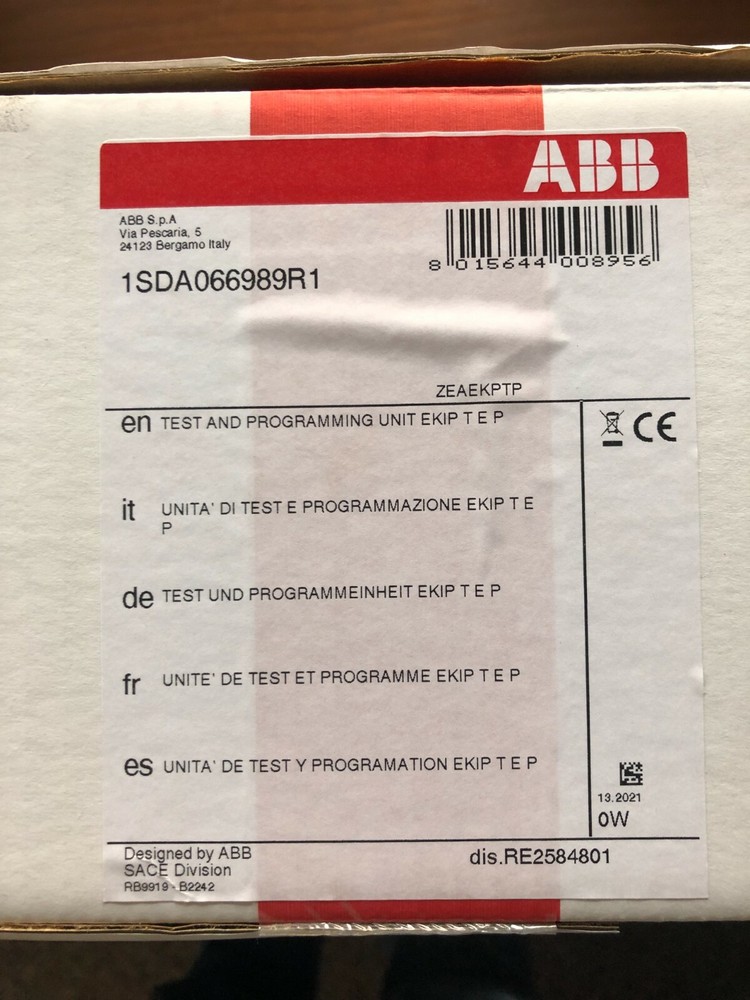 ABB
ABB S.p.A
Via Pescaria, 5
24123 Bergamo Italy
8 015644 008956
1SDA066989R1
ZEAEKPTP
en TEST AND PROGRAMMING UNIT EKIP T E P
CE
it UNITA' DI TEST E PROGRAMMAZIONE EKIP T E
P
de TEST UND PROGRAMMEINHEIT EKIP T E P
fr UNITE' DE TEST ET PROGRAMME EKIP T E P
es UNITA' DE TEST Y PROGRAMATION EKIP T E P
13.2021
0W
Designed by ABB
SACE Division
RB9919 - B2242
dis.RE2584801